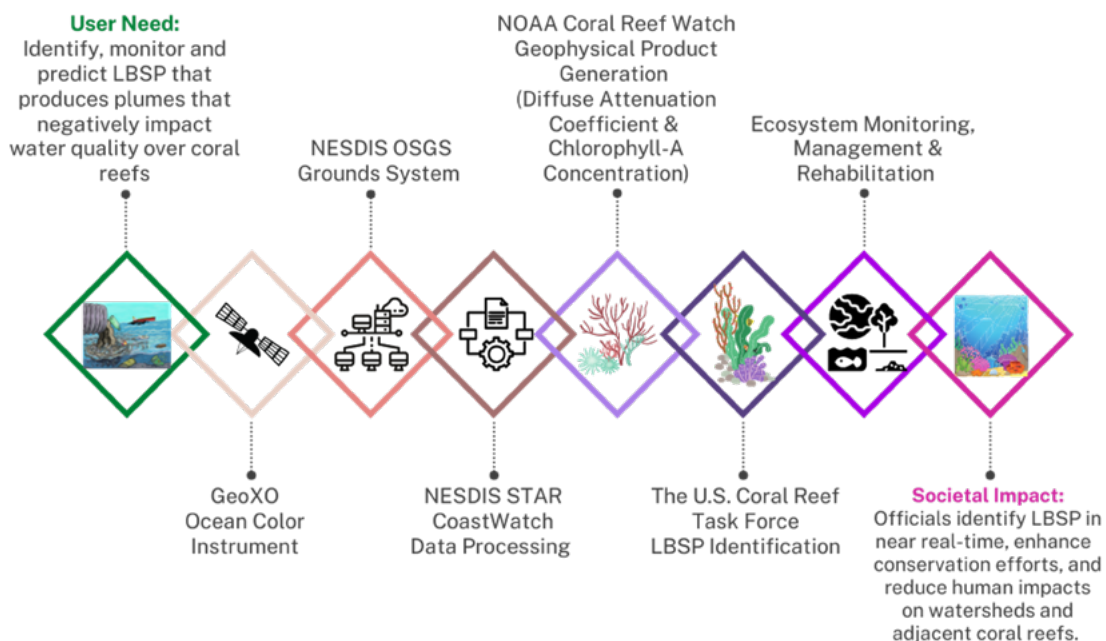 User Need:
Identify, monitor and
predict LBSP that
produces plumes that
negatively impact
water quality over coral
reefs
GeoXO
Ocean Color
Instrument
NESDIS OSGS
Grounds System
NESDIS STAR
CoastWatch
Data Processing
NOAA Coral Reef Watch
Geophysical Product
Generation
(Diffuse Attenuation
Coefficient &
Chlorophyll-A
Concentration)
The U.S. Coral Reef
Task Force
LBSP Identification
Ecosystem Monitoring,
Management &
Rehabilitation
Societal Impact:
Officials identify LBSP in
near real-time, enhance
conservation efforts, and
reduce human impacts
on watersheds and
adjacent coral reefs.